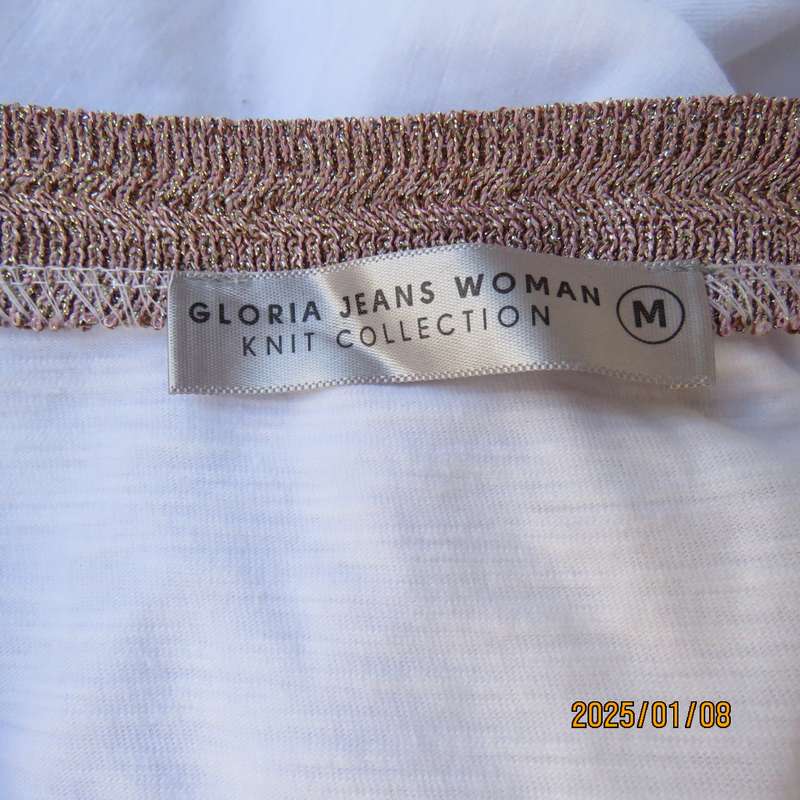 GLORIA JEANS WOMAN
KNIT COLLECTION
M
2025/01/08